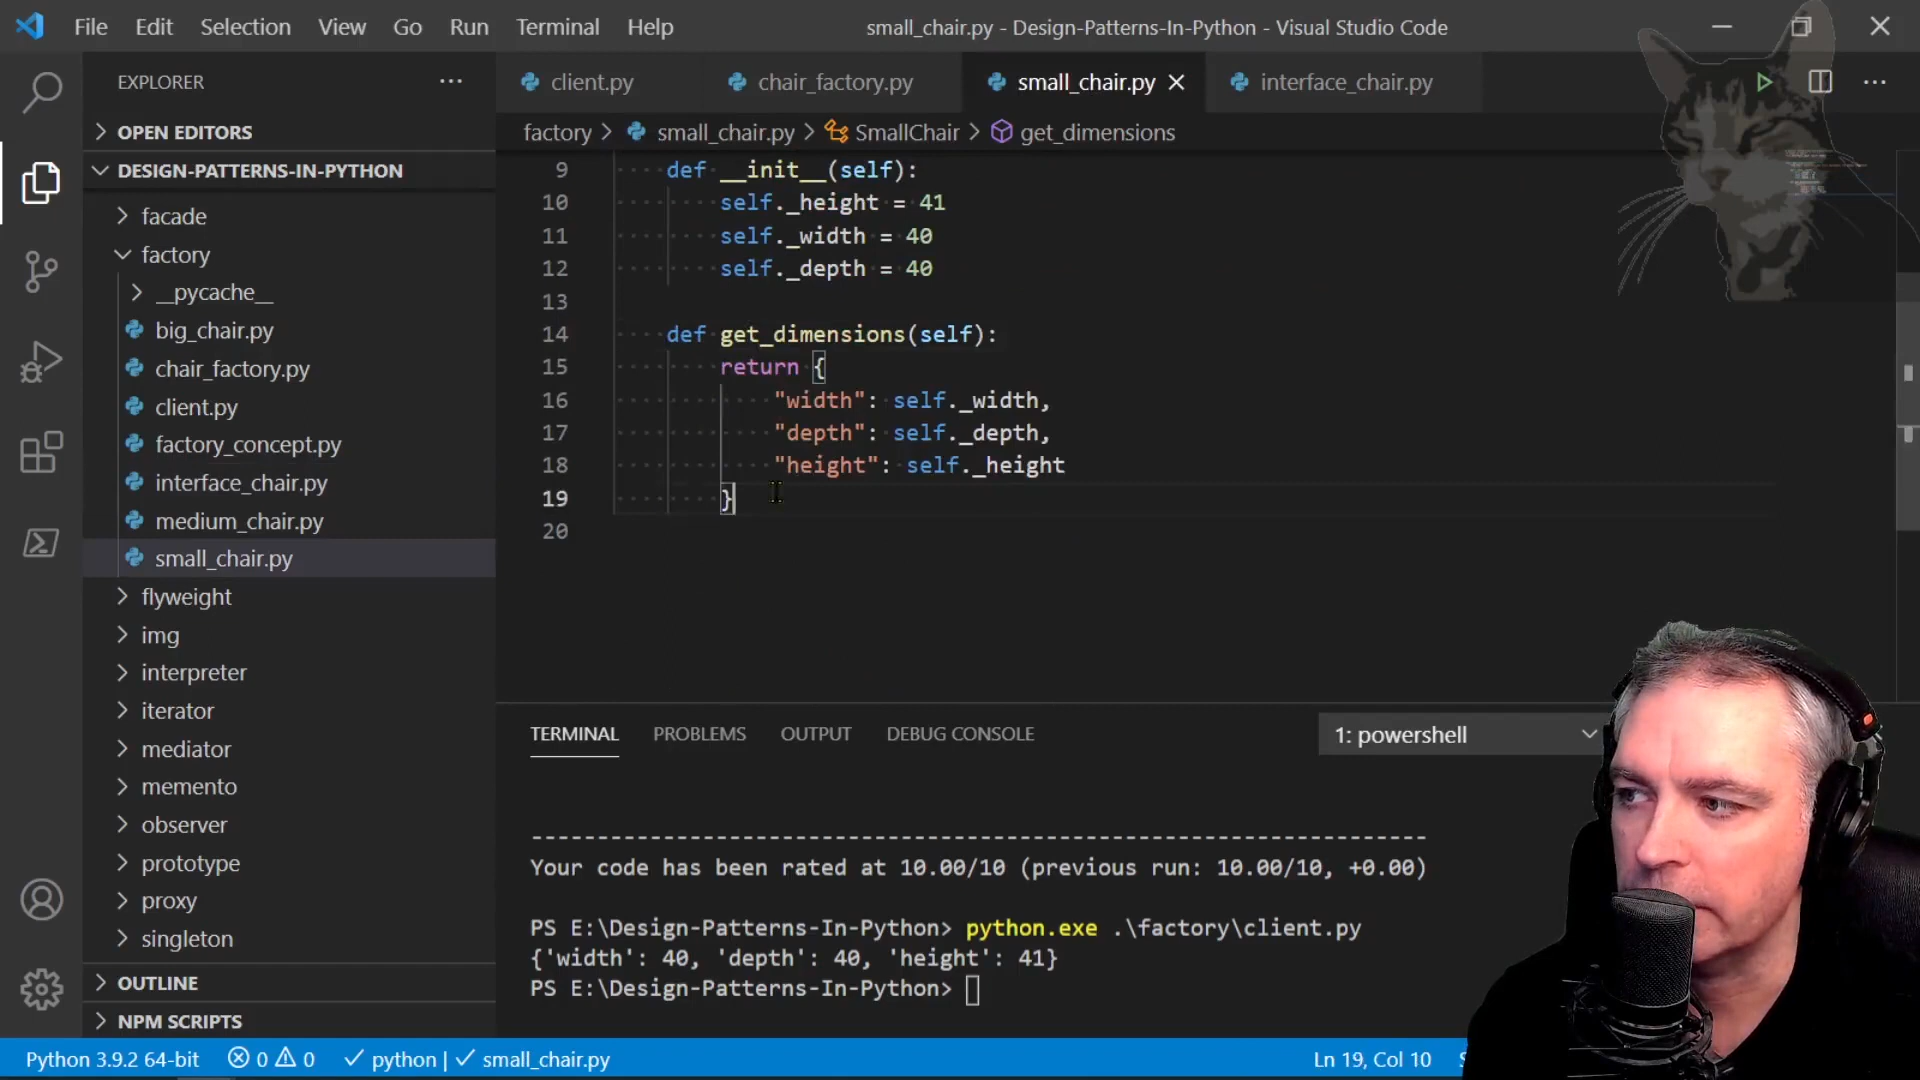 File Edit Selection View Go Run Terminal Help
small_chair.py - Design-Patterns-In-Python - Visual Studio Code
EXPLORER
OPEN EDITORS
DESIGN-PATTERNS-IN-PYTHON
facade
factory
__pycache__
big_chair.py
chair_factory.py
client.py
factory_concept.py
interface_chair.py
medium_chair.py
small_chair.py
flyweight
img
interpreter
iterator
mediator
memento
observer
prototype
proxy
singleton
OUTLINE
NPM SCRIPTS
client.py chair_factory.py small_chair.py interface_chair.py
factory > small_chair.py > SmallChair > get_dimensions
9 def __init__(self):
10 self._height = 41
11 self._width = 40
12 self._depth = 40
13
14 def get_dimensions(self):
15 return {
16 "width": self._width,
17 "depth": self._depth,
18 "height": self._height
19 }
20
TERMINAL PROBLEMS OUTPUT DEBUG CONSOLE
1: powershell
--------------------------------------------------------------------
Your code has been rated at 10.00/10 (previous run: 10.00/10, +0.00)
PS E:\Design-Patterns-In-Python> python.exe .\factory\client.py
{'width': 40, 'depth': 40, 'height': 41}
PS E:\Design-Patterns-In-Python>
Python 3.9.2 64-bit 0 0 python | small_chair.py
Ln 19, Col 10